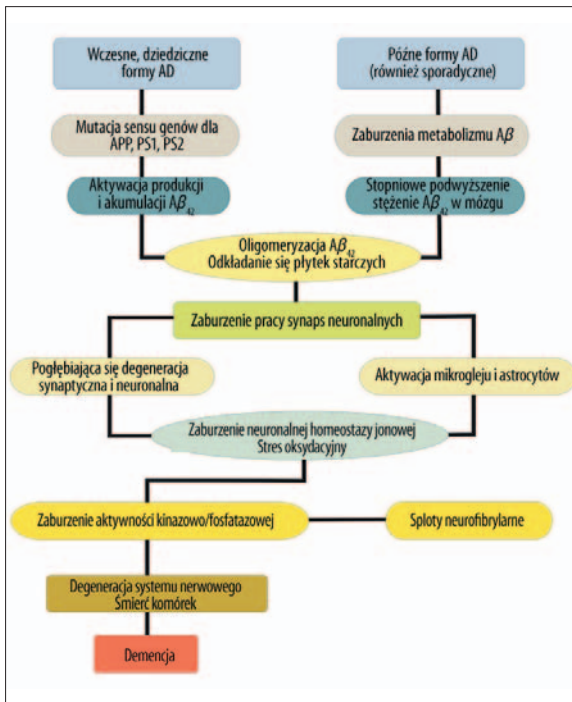 Wczesne, dziedziczne
formy AD
Późne formy AD
(również sporadyczne)
Mutacja sensu genów dla
APP, PS1, PS2
Zaburzenia metabolizmu Aβ
Aktywacja produkcji
i akumulacji Aβ₄₂
Stopniowe podwyższenie
stężenie Aβ₄₂ w mózgu
Oligomeryzacja Aβ₄₂
Odkładanie się płytek starczych
Zaburzenie pracy synaps neuronalnych
Pogłębiająca się degeneracja
synaptyczna i neuronalna
Aktywacja mikrogleju i astrocytów
Zaburzenie neuronalnej homeostazy jonowej
Stres oksydacyjny
Zaburzenie aktywności kinazowo/fosfatazowej
Sploty neurofibrylarne
Degeneracja systemu nerwowego
Śmierć komórek
Demencja